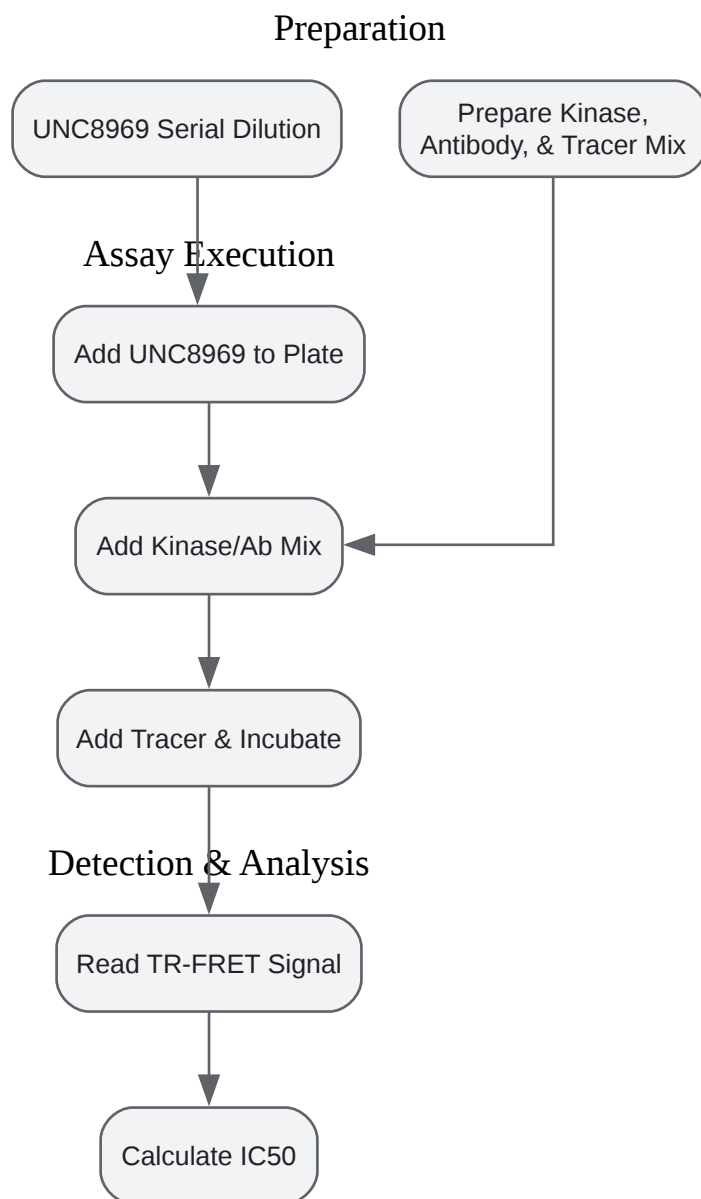 Preparation
UNC8969 Serial Dilution
Prepare Kinase,
Antibody, & Tracer Mix
Assay Execution
Add UNC8969 to Plate
Add Kinase/Ab Mix
Add Tracer & Incubate
Detection & Analysis
Read TR-FRET Signal
Calculate IC50